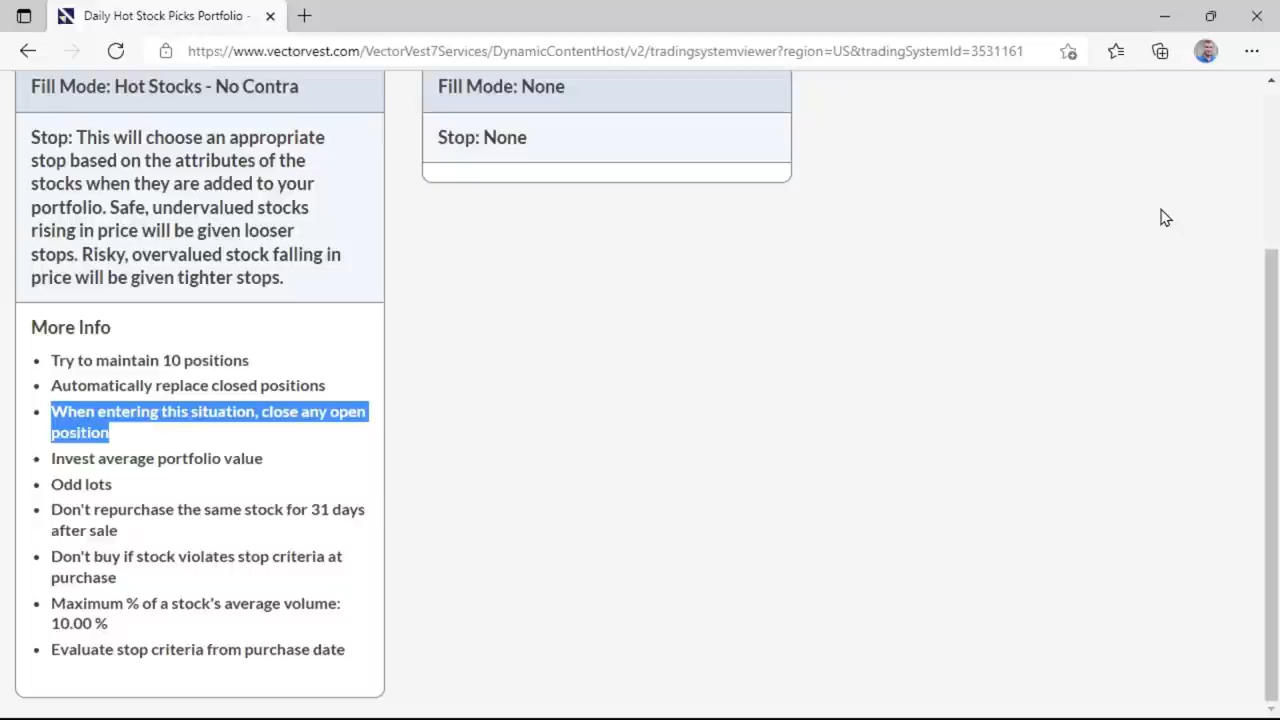 Daily Hot Stock Picks Portfolio -
https://www.vectorvest.com/VectorVest7Services/DynamicContentHost/v2/tradingsystemviewer?region=US&tradingSystemId=3531161
Fill Mode: Hot Stocks - No Contra
Stop: This will choose an appropriate
stop based on the attributes of the
stocks when they are added to your
portfolio. Safe, undervalued stocks
rising in price will be given looser
stops. Risky, overvalued stock falling in
price will be given tighter stops.
More Info
• Try to maintain 10 positions
• Automatically replace closed positions
• When entering this situation, close any open
position
• Invest average portfolio value
• Odd lots
• Don't repurchase the same stock for 31 days
after sale
• Don't buy if stock violates stop criteria at
purchase
• Maximum % of a stock's average volume:
10.00 %
• Evaluate stop criteria from purchase date
Fill Mode: None
Stop: None